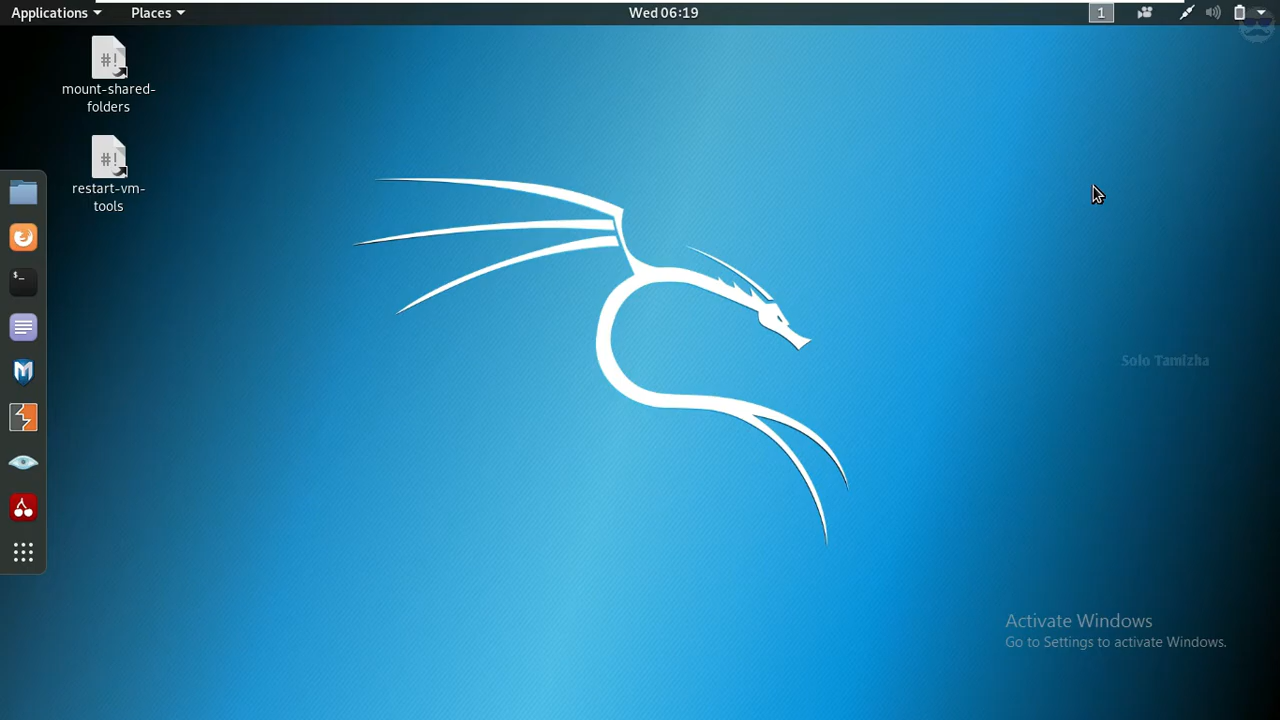 Applications Places Wed 06:19 1
mount-shared-
folders
restart-vm-
tools
Solo Tamizha
Activate Windows
Go to Settings to activate Windows.